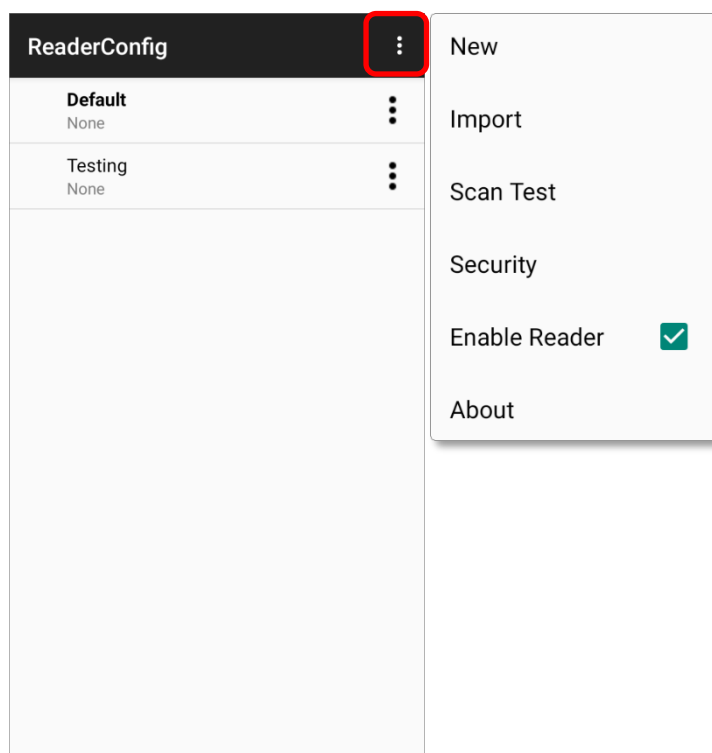 ReaderConfig
Default
None
Testing
None
New
Import
Scan Test
Security
Enable Reader
About